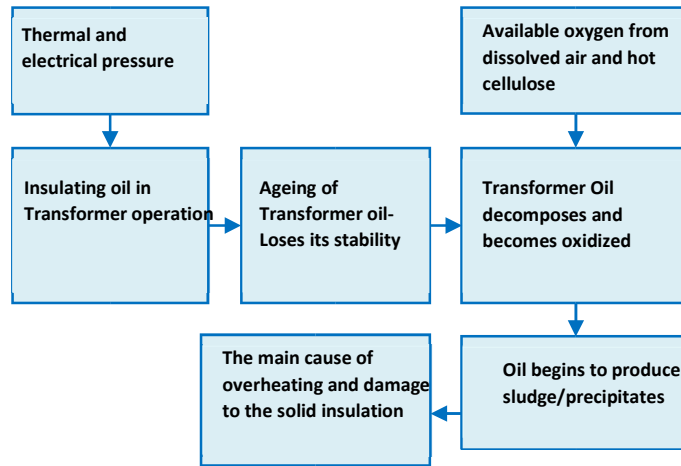 Thermal and
electrical pressure
Available oxygen from
dissolved air and hot
cellulose
Insulating oil in
Transformer operation
Ageing of
Transformer oil-
Loses its stability
Transformer Oil
decomposes and
becomes oxidized
The main cause of
overheating and damage
to the solid insulation
Oil begins to produce
sludge/precipitates